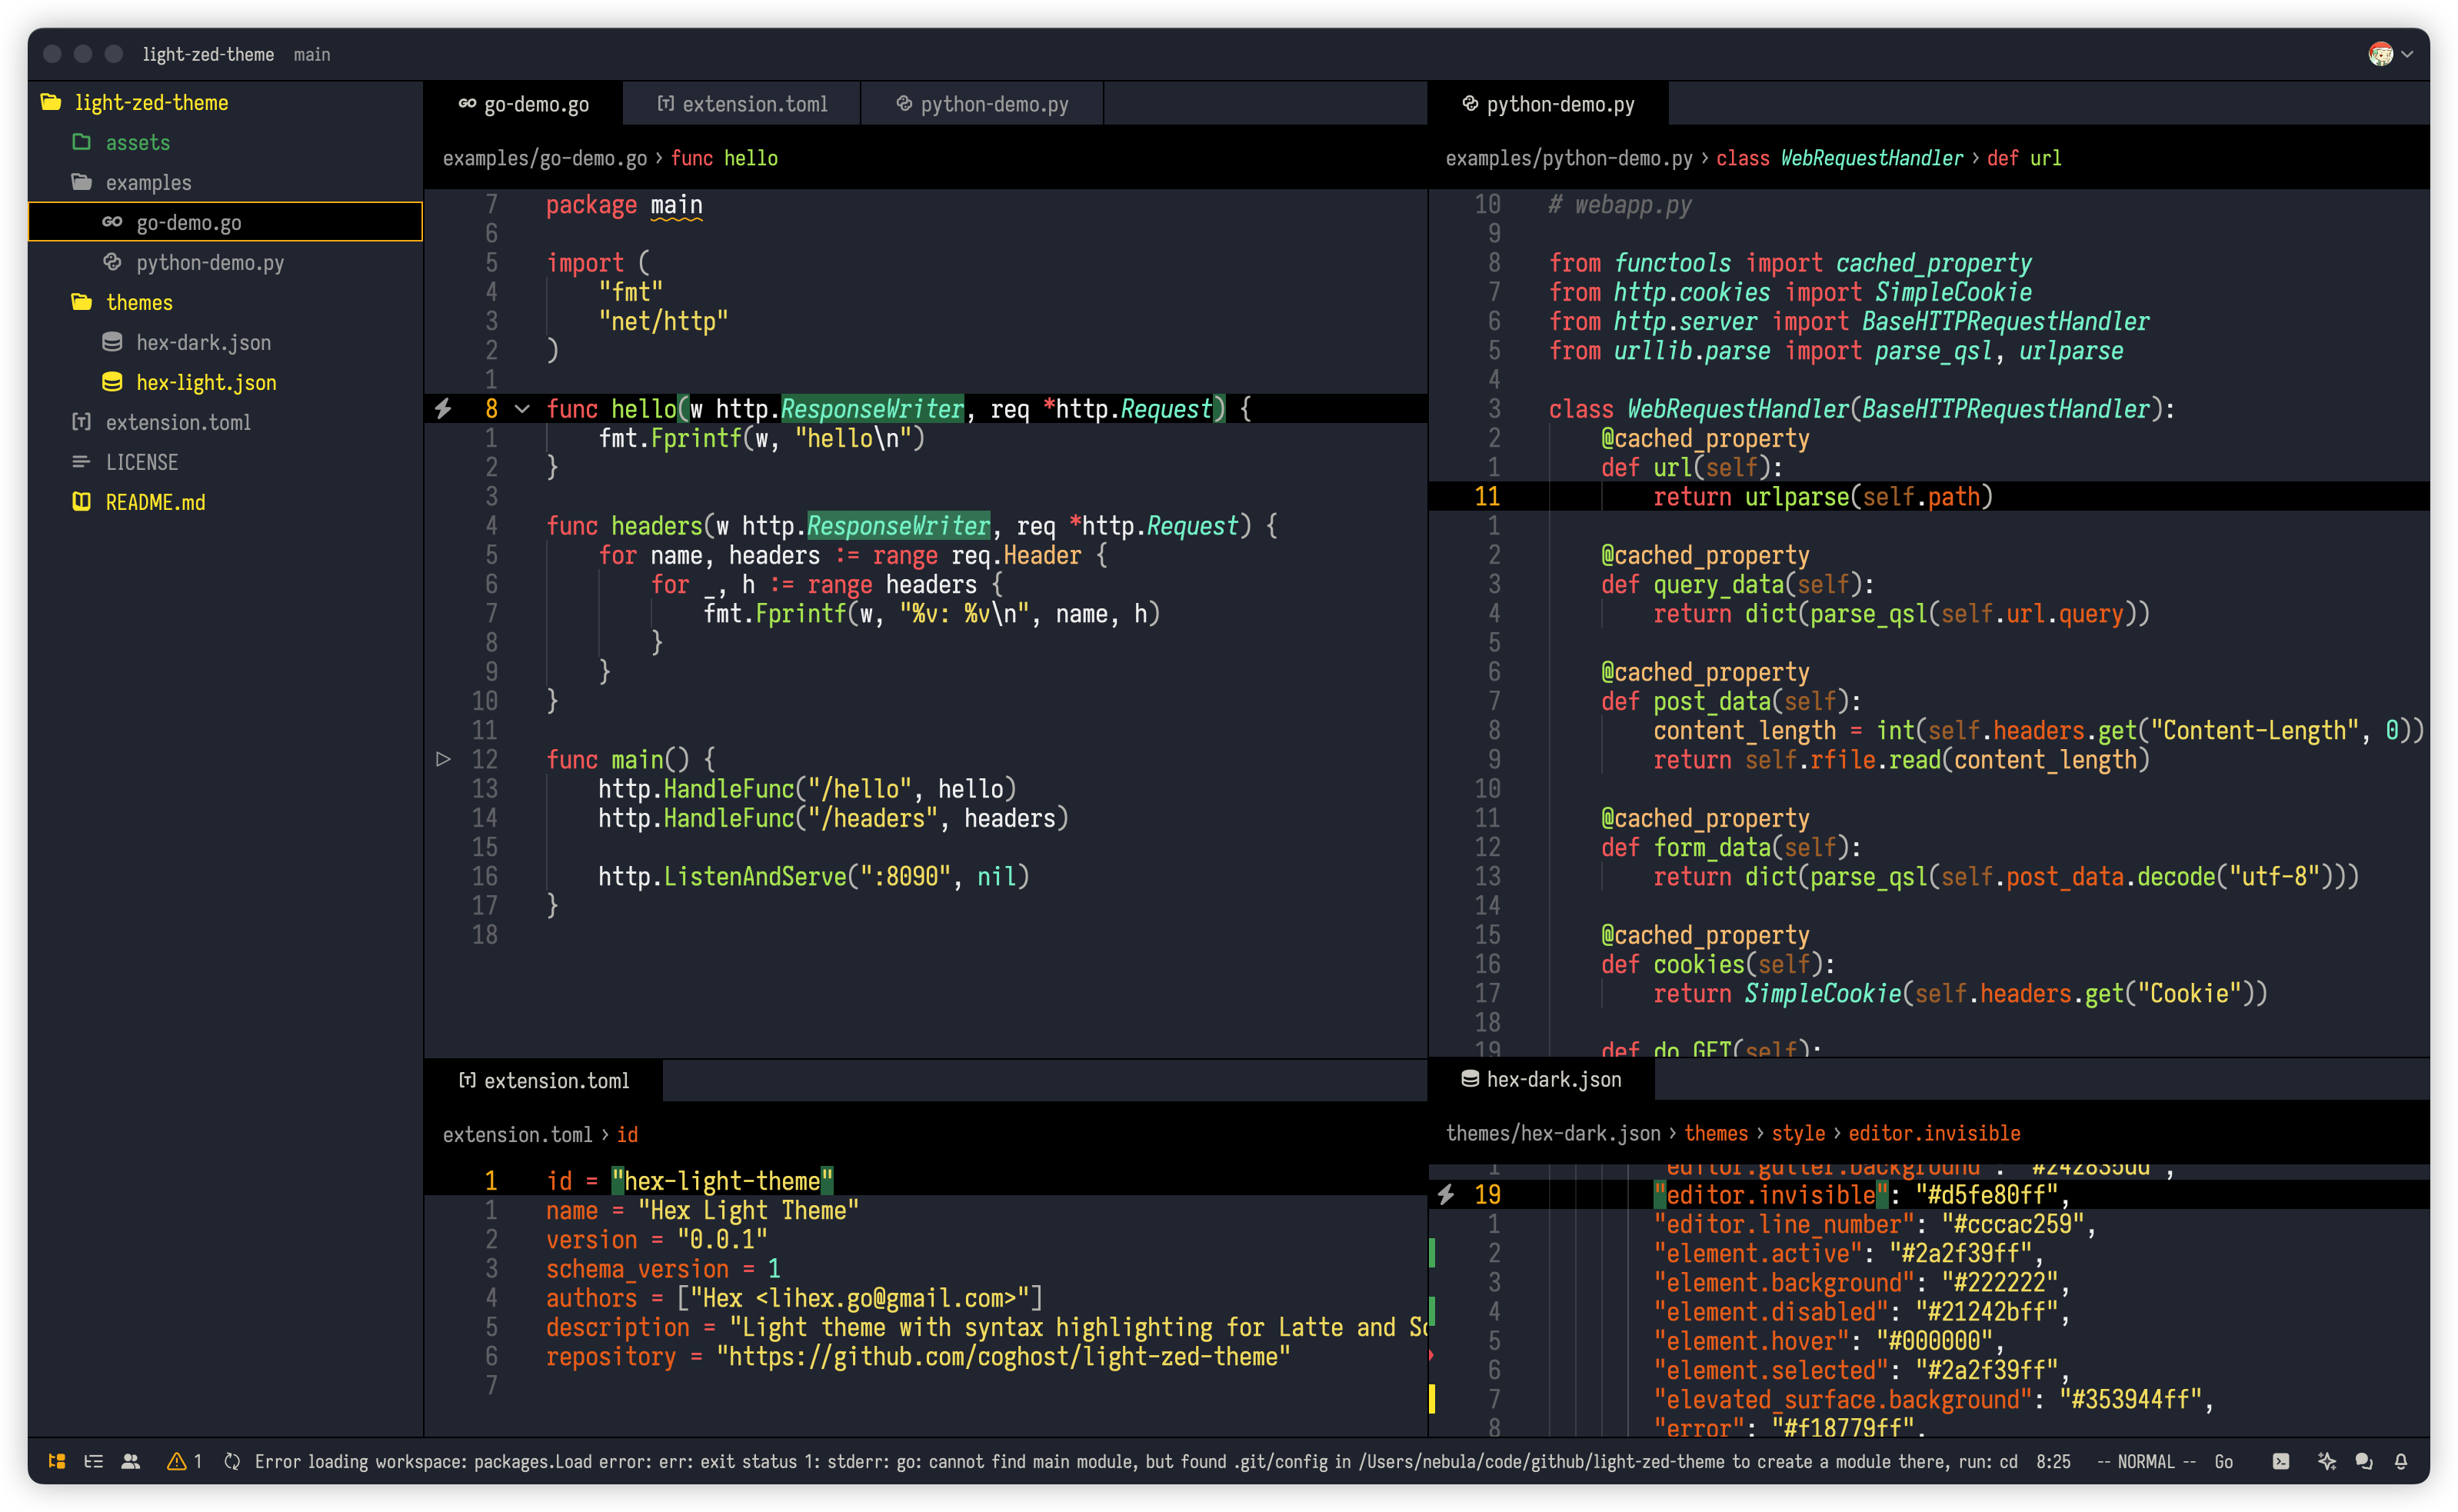 light-zed-theme main
light-zed-theme
assets
examples
go-demo.go
python-demo.py
themes
hex-dark.json
hex-light.json
extension.toml
LICENSE
README.md
go-demo.go [T] extension.toml python-demo.py
examples/go-demo.go › func hello
7 package main
6
5 import (
4 "fmt"
3 "net/http"
2 )
1
8 func hello(w http.ResponseWriter, req *http.Request) {
1 fmt.Fprintf(w, "hello\n")
2 }
3
4 func headers(w http.ResponseWriter, req *http.Request) {
5 for name, headers := range req.Header {
6 for _, h := range headers {
7 fmt.Fprintf(w, "%v: %v\n", name, h)
8 }
9 }
10 }
11
12 func main() {
13 http.HandleFunc("/hello", hello)
14 http.HandleFunc("/headers", headers)
15
16 http.ListenAndServe(":8090", nil)
17 }
18
python-demo.py
examples/python-demo.py › class WebRequestHandler › def url
10 # webapp.py
9
8 from functools import cached_property
7 from http.cookies import SimpleCookie
6 from http.server import BaseHTTPRequestHandler
5 from urllib.parse import parse_qsl, urlparse
4
3 class WebRequestHandler(BaseHTTPRequestHandler):
2 @cached_property
1 def url(self):
11 return urlparse(self.path)
1
2 @cached_property
3 def query_data(self):
4 return dict(parse_qsl(self.url.query))
5
6 @cached_property
7 def post_data(self):
8 content_length = int(self.headers.get("Content-Length", 0))
9 return self.rfile.read(content_length)
10
11 @cached_property
12 def form_data(self):
13 return dict(parse_qsl(self.post_data.decode("utf-8")))
14
15 @cached_property
16 def cookies(self):
17 return SimpleCookie(self.headers.get("Cookie"))
18
19 def do_GET(self):
[T] extension.toml
extension.toml › id
1 id = "hex-light-theme"
1 name = "Hex Light Theme"
2 version = "0.0.1"
3 schema_version = 1
4 authors = ["Hex <lihex.go@gmail.com>"]
5 description = "Light theme with syntax highlighting for Latte and
6 repository = "https://github.com/coghost/light-zed-theme"
7
hex-dark.json
themes/hex-dark.json › themes › style › editor.invisible
1 "editor.gutter.background": "#242835dd",
19 "editor.invisible": "#d5fe80ff",
1 "editor.line_number": "#cccac259",
2 "element.active": "#2a2f39ff",
3 "element.background": "#222222",
4 "element.disabled": "#21242bff",
5 "element.hover": "#000000",
6 "element.selected": "#2a2f39ff",
7 "elevated_surface.background": "#353944ff",
8 "error": "#f18779ff",
1 Error loading workspace: packages.Load error: err: exit status 1: stderr: go: cannot find main module, but found .git/config in /Users/nebula/code/github/light-zed-theme to create a module there, run: cd 8:25 -- NORMAL -- Go